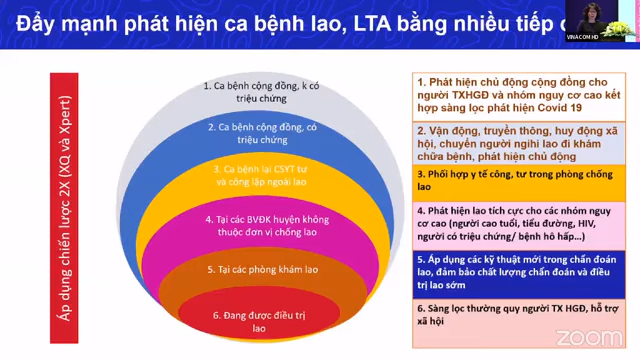 Đẩy mạnh phát hiện ca bệnh lao, LTA bằng nhiều tiếp
VINACOM.HD
Áp dụng chiến lược 2X (XQ và Xpert)
1. Ca bệnh cộng đồng, k có
triệu chứng
2. Ca bệnh cộng đồng, có
triệu chứng
3. Ca bệnh lại CSYT tư
và công lập ngoài lao
4. Tại các BVĐK huyện không
thuộc đơn vị chống lao
5. Tại các phòng khám lao
6. Đang được điều trị
lao
1. Phát hiện chủ động cộng đồng cho
người TXHGĐ và nhóm nguy cơ cao kết
hợp sàng lọc phát hiện Covid 19
2. Vận động, truyền thông, huy động xã
hội, chuyển người ngihi lao đi khám
chữa bệnh, phát hiện chủ động
3. Phối hợp y tế công, tư trong phòng chống
lao
4. Phát hiện lao tích cực cho các nhóm nguy
cơ cao (người cao tuổi, tiểu đường, HIV,
người có triệu chứng/ bệnh hô hấp...)
5. Áp dụng các kỹ thuật mới trong chẩn đoán
lao, đảm bảo chất lượng chẩn đoán và điều
trị lao sớm
6. Sàng lọc thường quy người TX HGĐ, hỗ trợ
xã hội
zoom